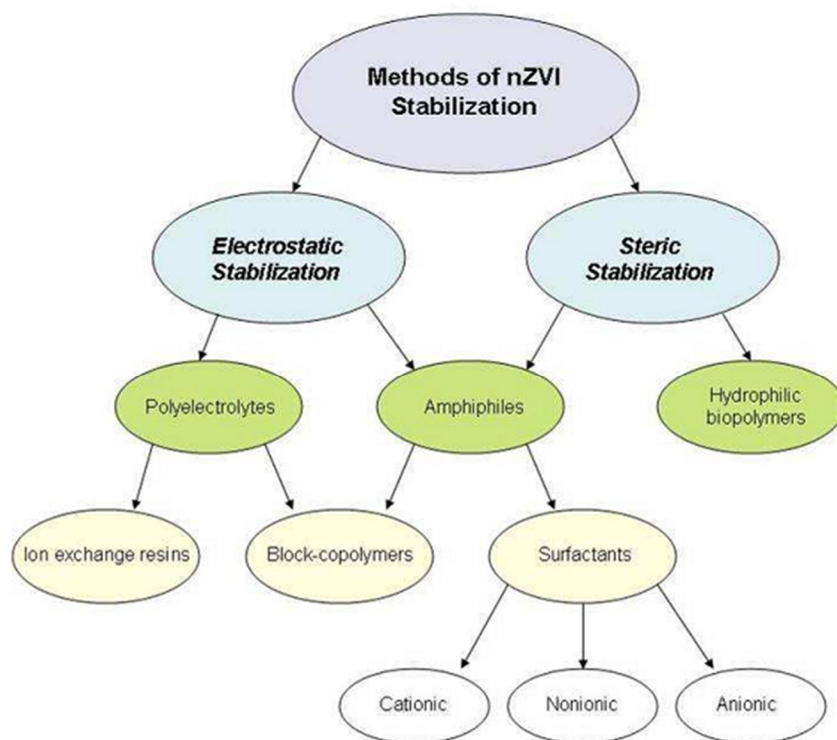 Methods of nZVI
Stabilization
Electrostatic
Stabilization
Steric
Stabilization
Polyelectrolytes
Amphiphiles
Hydrophilic
biopolymers
Ion exchange resins
Block-copolymers
Surfactants
Cationic
Nonionic
Anionic